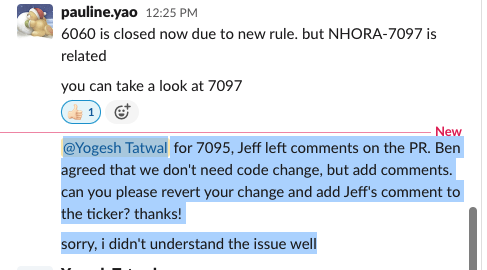 pauline.yao 12:25 PM
6060 is closed now due to new rule. but NHORA-7097 is
related
you can take a look at 7097
1
New
@Yogesh Tatwal for 7095, Jeff left comments on the PR. Ben
agreed that we don't need code change, but add comments.
can you please revert your change and add Jeff's comment to
the ticker? thanks!
sorry, i didn't understand the issue well